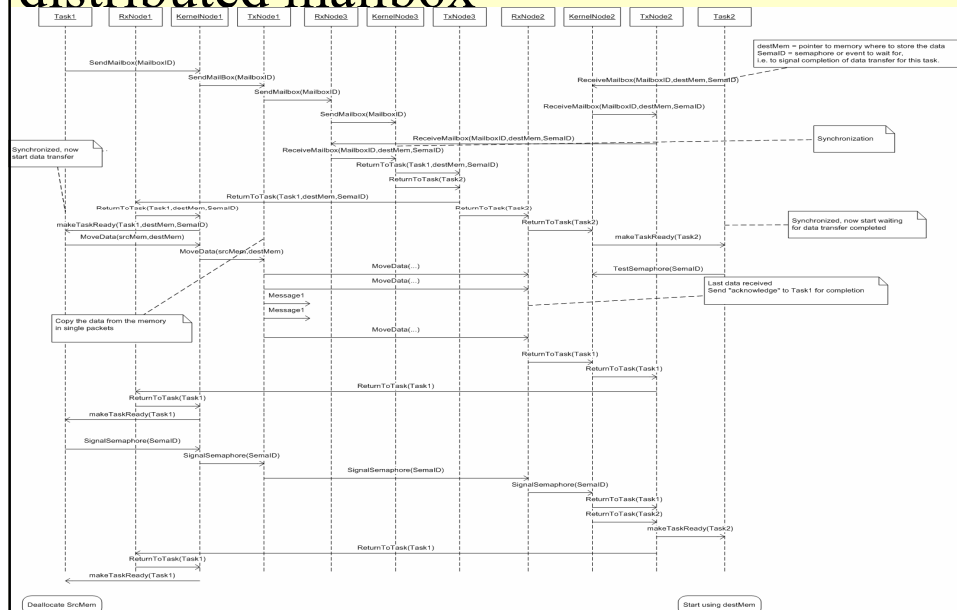 distributed mailbox
Task1 RxNode1 KernelNode1 TxNode1 RxNode3 KernelNode3 TxNode3 RxNode2 KernelNode2 TxNode2 Task2
destMem = pointer to memory where to store the data
SemaID = semaphore or event to wait for,
i.e. to signal completion of data transfer for this task.
SendMailBox(MailboxID)
SendMailbox(MailboxID)
ReceiveMailbox(MailboxID,destMem,SemaID)
SendMailbox(MailboxID)
ReceiveMailbox(MailboxID,destMem,SemaID)
SendMailbox(MailboxID)
ReceiveMailbox(MailboxID,destMem,SemaID)
Synchronization
Synchronized, now
start data transfer
ReceiveMailbox(MailboxID,destMem,SemaID)
ReturnToTask(Task1,destMem,SemaID)
ReturnToTask(Task2)
ReturnToTask(Task1,destMem,SemaID)
ReturnToTask(Task1,destMem,SemaID)
ReturnToTask(Task2)
makeTaskReady(Task1,destMem,SemaID)
ReturnToTask(Task2)
Synchronized, now start waiting
for data transfer completed
MoveData(srcMem,destMem)
makeTaskReady(Task2)
MoveData(srcMem,destMem)
MoveData(...)
TestSemaphore(SemaID)
MoveData(...)
Last data received
Send "acknowledge" to Task1 for completion
Message1
Message1
Copy the data from the memory
in single packets
MoveData(...)
ReturnToTask(Task1)
ReturnToTask(Task1)
ReturnToTask(Task1)
ReturnToTask(Task1)
makeTaskReady(Task1)
SignalSemaphore(SemaID)
SignalSemaphore(SemaID)
SignalSemaphore(SemaID)
SignalSemaphore(SemaID)
ReturnToTask(Task1)
ReturnToTask(Task2)
makeTaskReady(Task2)
ReturnToTask(Task1)
ReturnToTask(Task1)
makeTaskReady(Task1)
Deallocate SrcMem
Start using destMem